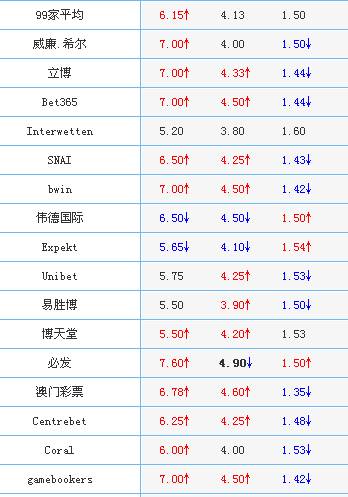 99家平均 6.15↑ 4.13 1.50
威廉.希尔 7.00↑ 4.00 1.50↓
立博 7.00↑ 4.33↑ 1.44↓
Bet365 7.00↑ 4.50↑ 1.44↓
Interwetten 5.20 3.80 1.60
SNAI 6.50↑ 4.25↑ 1.43↓
bwin 7.00↑ 4.50↑ 1.42↓
伟德国际 6.50↓ 4.50↓ 1.50↑
Expekt 5.65↓ 4.10↓ 1.54↑
Unibet 5.75 4.25↑ 1.53↓
易胜博 5.50 3.90↑ 1.50↓
博天堂 5.50↑ 4.20↑ 1.53
必发 7.60↑ 4.90↓ 1.50↑
澳门彩票 6.78↑ 4.60↑ 1.35↓
Centrebet 6.25↑ 4.25↑ 1.48↓
Coral 6.00↑ 4.00 1.53↓
gamebookers 7.00↑ 4.50↑ 1.42↓